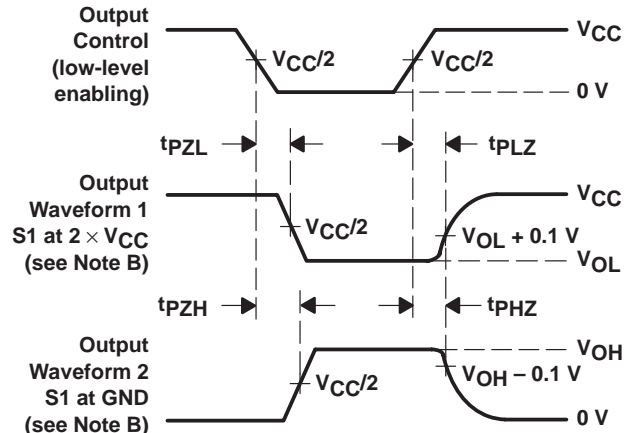 Output
Control
(low-level
enabling)
VCC
VCC/2
VCC/2
0 V
tPZL
tPLZ
Output
Waveform 1
S1 at 2 × VCC
(see Note B)
VCC
VCC/2
VOL + 0.1 V
VOL
tPZH
tPHZ
Output
Waveform 2
S1 at GND
(see Note B)
VOH
VCC/2
VOH – 0.1 V
0 V